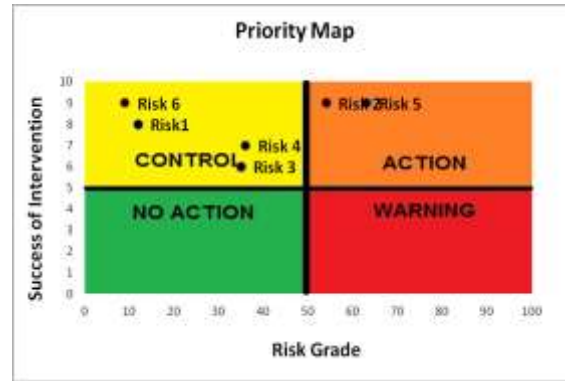 Priority Map
Success of Intervention
10
9
8
7
6
5
4
3
2
1
0
Risk 6
Risk1
Risk 4
Risk 3
Risk 2
Risk 5
CONTROL
ACTION
NO ACTION
WARNING
0 10 20 30 40 50 60 70 80 90 100
Risk Grade